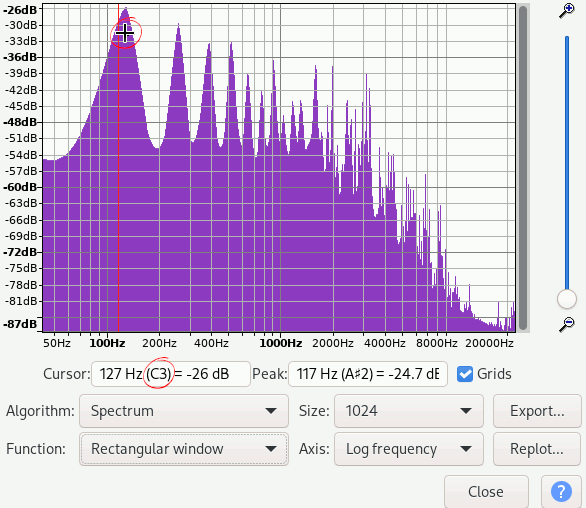 -26dB
-30dB
-33dB
-36dB
-39dB
-42dB
-45dB
-48dB
-51dB
-54dB
-57dB
-60dB
-63dB
-66dB
-69dB
-72dB
-75dB
-78dB
-81dB
-87dB
50Hz 100Hz 200Hz 400Hz 1000Hz 2000Hz 4000Hz 8000Hz 20000Hz
Cursor: 127 Hz (C3) = -26 dB Peak: 117 Hz (A♯2) = -24.7 dB Grids
Algorithm: Spectrum Size: 1024 Export...
Function: Rectangular window Axis: Log frequency Replot...
Close ?